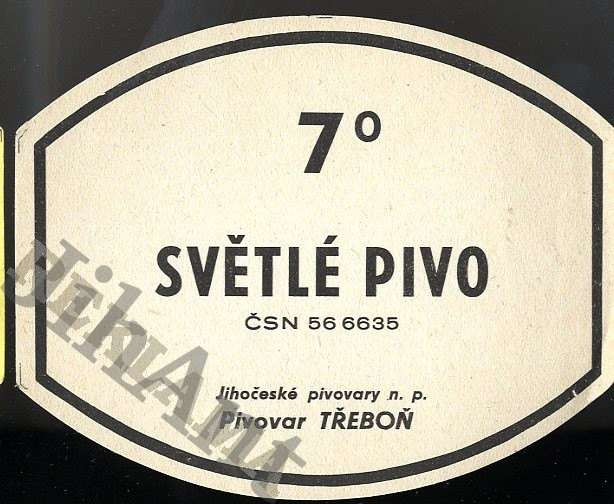 7°
SVĚTLÉ PIVO
ČSN 56 6635
Jihočeské pivovary n. p.
Pivovar TŘEBOŇ